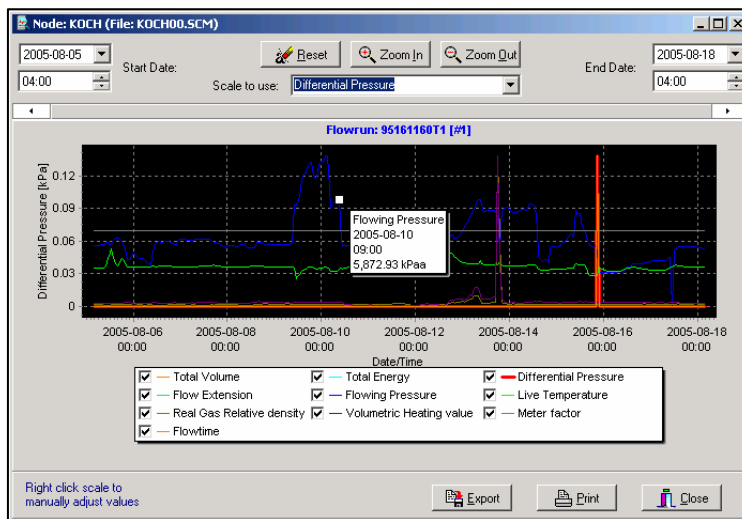 Node: KOCH (File: KOCH00.SCM)
2005-08-05
04:00
Start Date:
Reset
Zoom In
Zoom Out
Scale to use:
Differential Pressure
End Date:
2005-08-18
04:00
Flowrun: 95161160T1 [#1]
Differential Pressure [kPa]
0.12
0.09
0.06
0.03
0
Flowing Pressure
2005-08-10
09:00
5,872.93 kPaa
2005-08-06 2005-08-08 2005-08-10 2005-08-12 2005-08-14 2005-08-16 2005-08-18
00:00 00:00 00:00 00:00 00:00 00:00 00:00
Date/Time
Total Volume Total Energy Differential Pressure
Flow Extension Flowing Pressure Live Temperature
Real Gas Relative density Volumetric Heating value Meter factor
Flowtime
Right click scale to
manually adjust values
Export
Print
Close